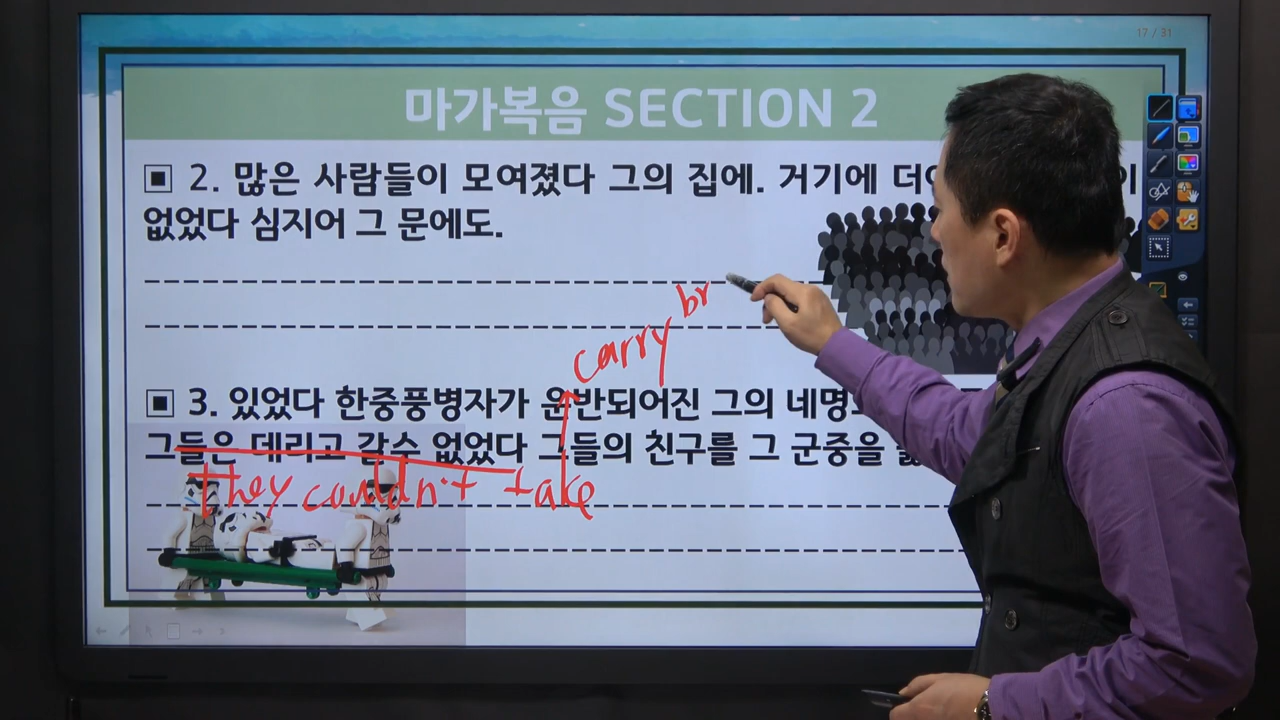 17 / 31
마가복음 SECTION 2
▣ 2. 많은 사람들이 모여졌다 그의 집에. 거기에
없었다 심지어 그 문에도.
carry br
▣ 3. 있었다 한중풍병자가 운반되어진 그의
그들은 데리고 갈수 없었다 그들의 친구를 그 군중을
they couldn't take